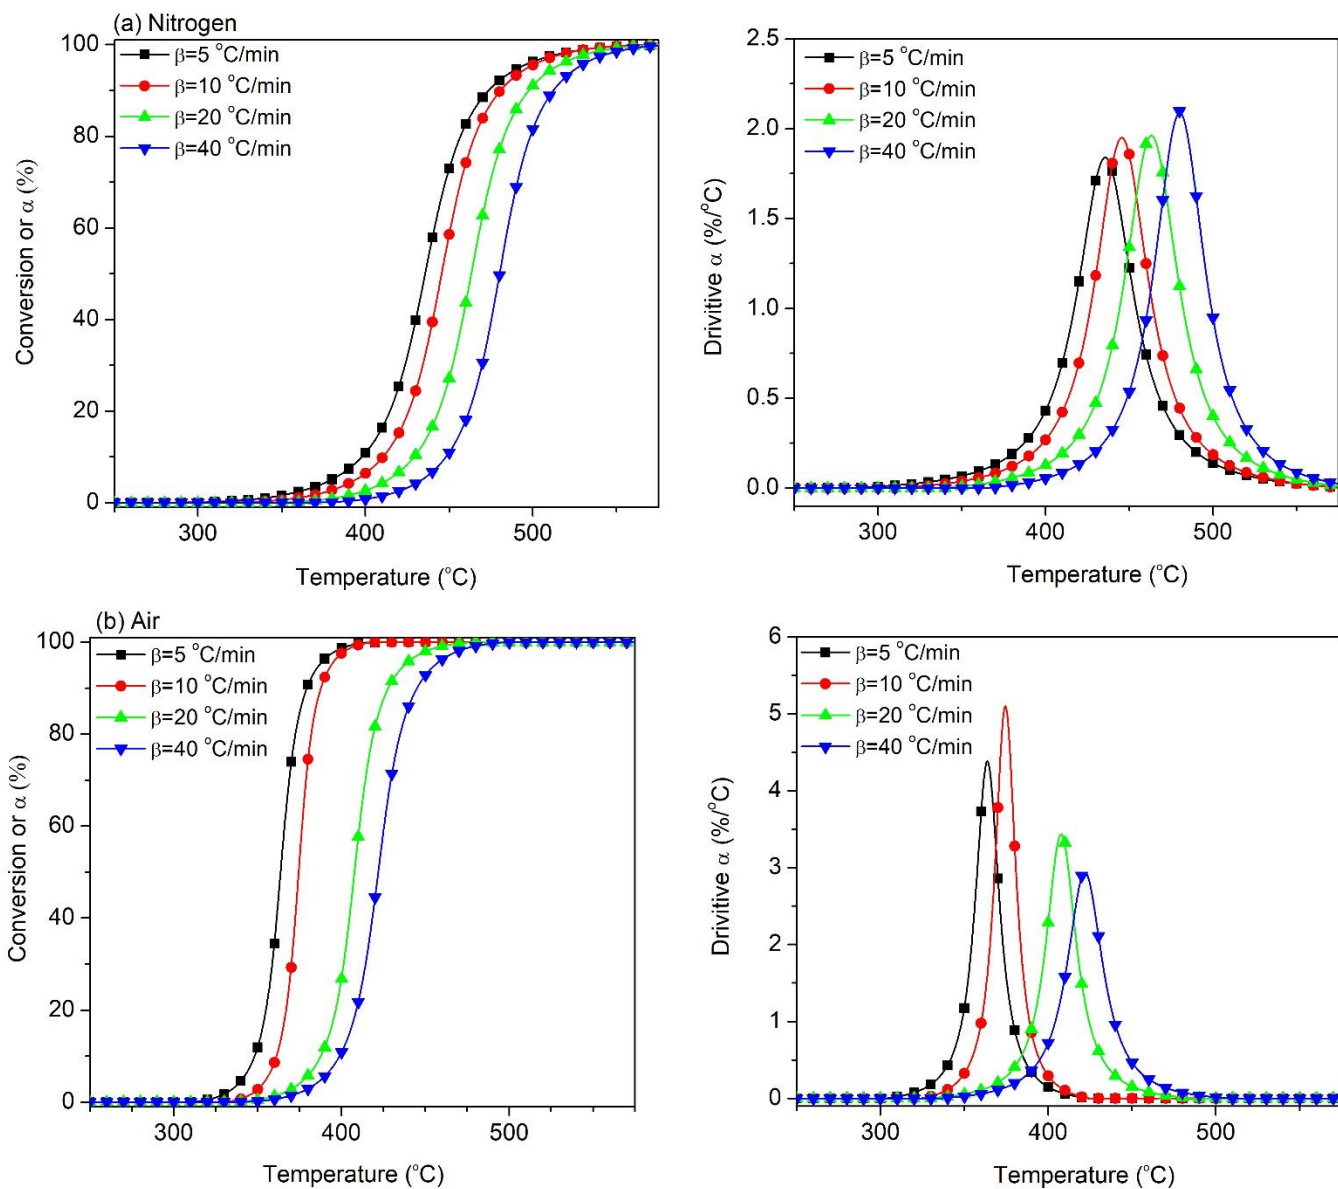 (a) Nitrogen
100
80
60
40
20
0
Conversion or α (%)
β=5 °C/min
β=10 °C/min
β=20 °C/min
β=40 °C/min
300
400
500
Temperature (°C)
2.5
2.0
1.5
1.0
0.5
0.0
Drivitive α (%/°C)
β=5 °C/min
β=10 °C/min
β=20 °C/min
β=40 °C/min
300
400
500
Temperature (°C)
(b) Air
100
80
60
40
20
0
Conversion or α (%)
β=5 °C/min
β=10 °C/min
β=20 °C/min
β=40 °C/min
300
400
500
Temperature (°C)
6
5
4
3
2
1
0
Drivitive α (%/°C)
β=5 °C/min
β=10 °C/min
β=20 °C/min
β=40 °C/min
300
400
500
Temperature (°C)